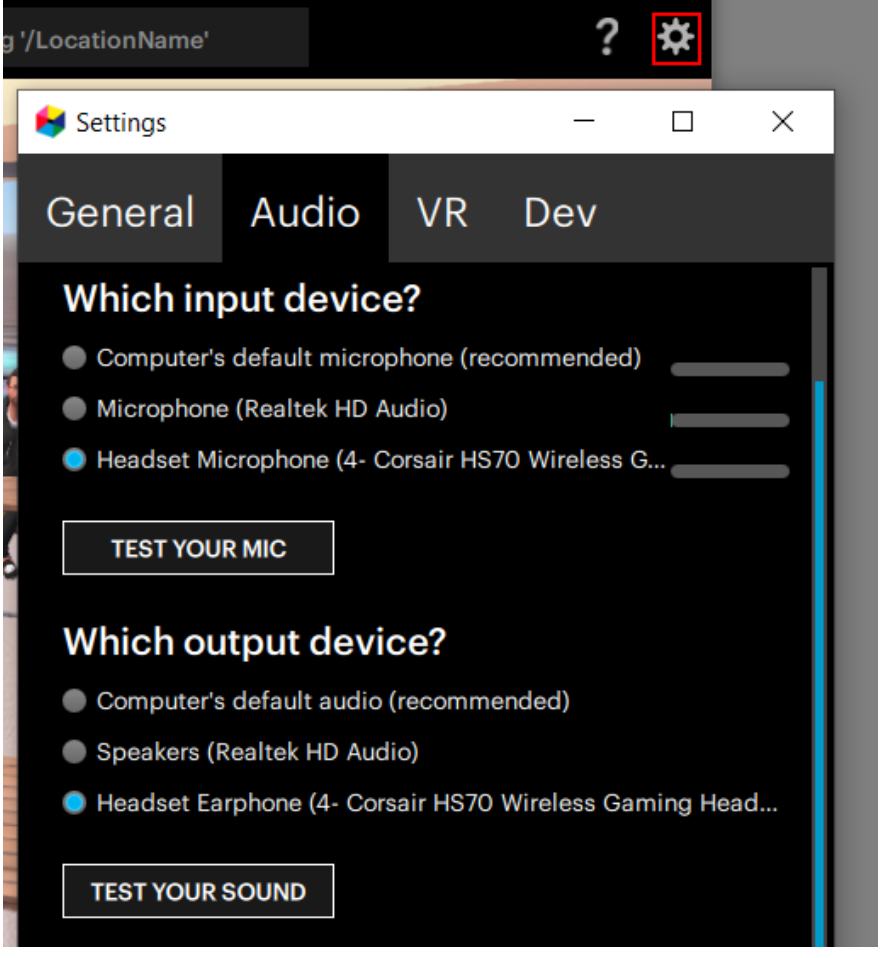 g '/LocationName'
?
Settings
General Audio VR Dev
Which input device?
Computer's default microphone (recommended)
Microphone (Realtek HD Audio)
Headset Microphone (4- Corsair HS70 Wireless G...
TEST YOUR MIC
Which output device?
Computer's default audio (recommended)
Speakers (Realtek HD Audio)
Headset Earphone (4- Corsair HS70 Wireless Gaming Head...
TEST YOUR SOUND